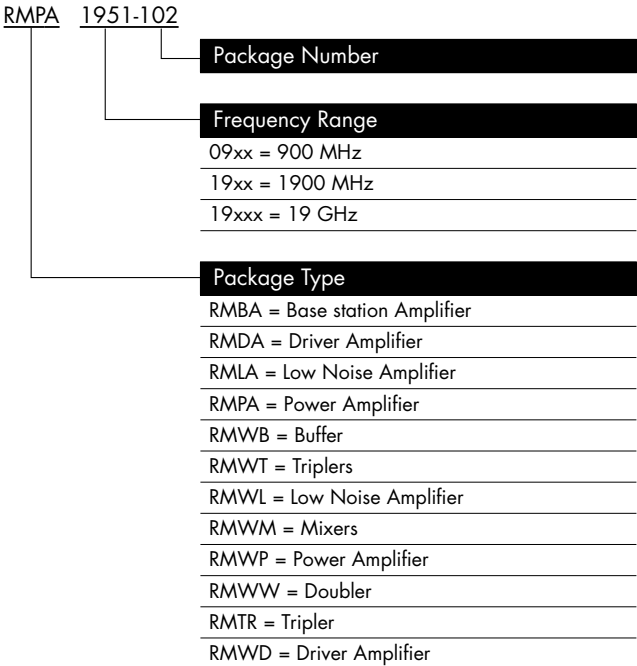 RMPA 1951-102
Package Number
Frequency Range
09xx = 900 MHz
19xx = 1900 MHz
19xxx = 19 GHz
Package Type
RMBA = Base station Amplifier
RMDA = Driver Amplifier
RMLA = Low Noise Amplifier
RMPA = Power Amplifier
RMWB = Buffer
RMWT = Triplers
RMWL = Low Noise Amplifier
RMWM = Mixers
RMWP = Power Amplifier
RMWW = Doubler
RMTR = Tripler
RMWD = Driver Amplifier